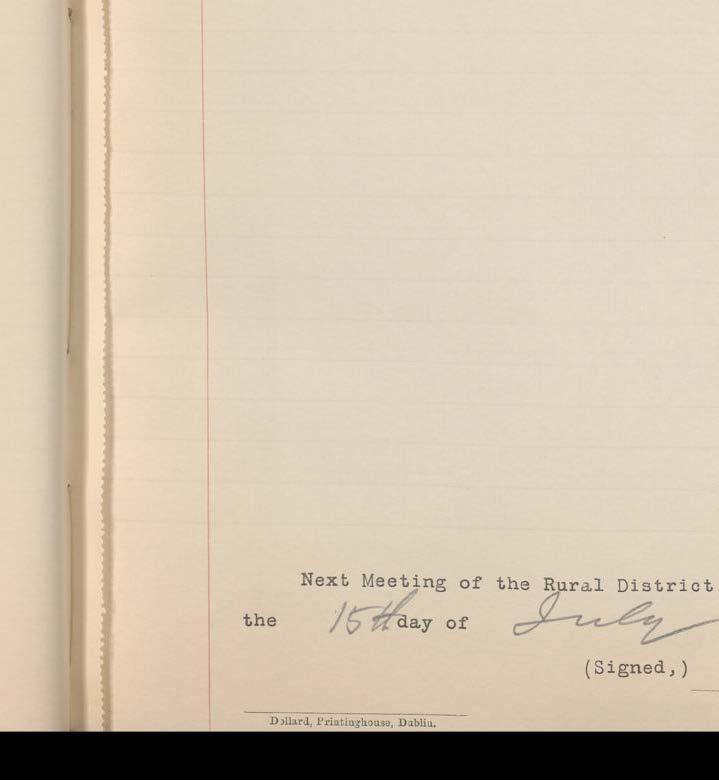 Next Meeting of the Rural District
the 15th day of July
(Signed,)
Dollard, Printinghouse, Dublin.